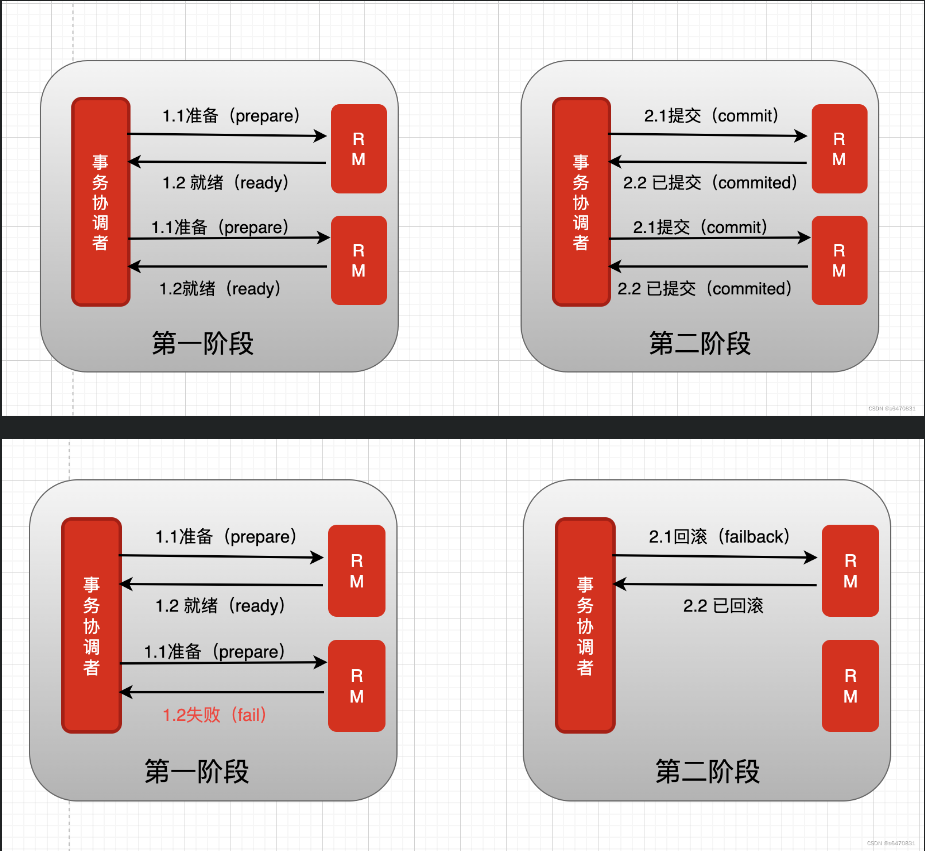 事务协调者
1.1准备（prepare）
1.2 就绪（ready）
RM
1.1准备（prepare）
1.2就绪（ready）
RM
第一阶段
事务协调者
2.1提交（commit）
2.2 已提交（commited）
RM
2.1提交（commit）
2.2 已提交（commited）
RM
第二阶段
事务协调者
1.1准备（prepare）
1.2 就绪（ready）
RM
1.1准备（prepare）
1.2失败（fail）
RM
第一阶段
事务协调者
2.1回滚（failback）
2.2 已回滚
RM
RM
第二阶段